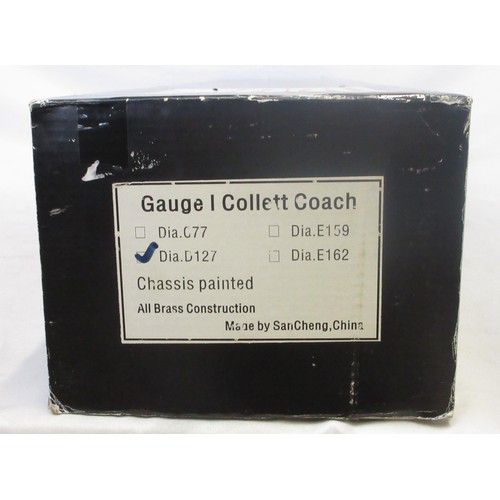 Gauge I Collett Coach
☐ Dia.C77 ☐ Dia.E159
☑ Dia.D127 ☐ Dia.E162
Chassis painted
All Brass Construction
Made by SanCheng,China